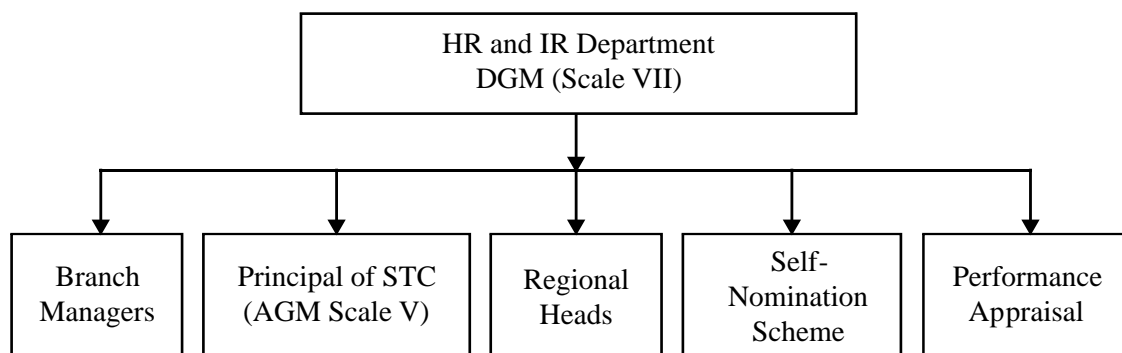 HR and IR Department
DGM (Scale VII)
Branch
Managers
Principal of STC
(AGM Scale V)
Regional
Heads
Self-
Nomination
Scheme
Performance
Appraisal